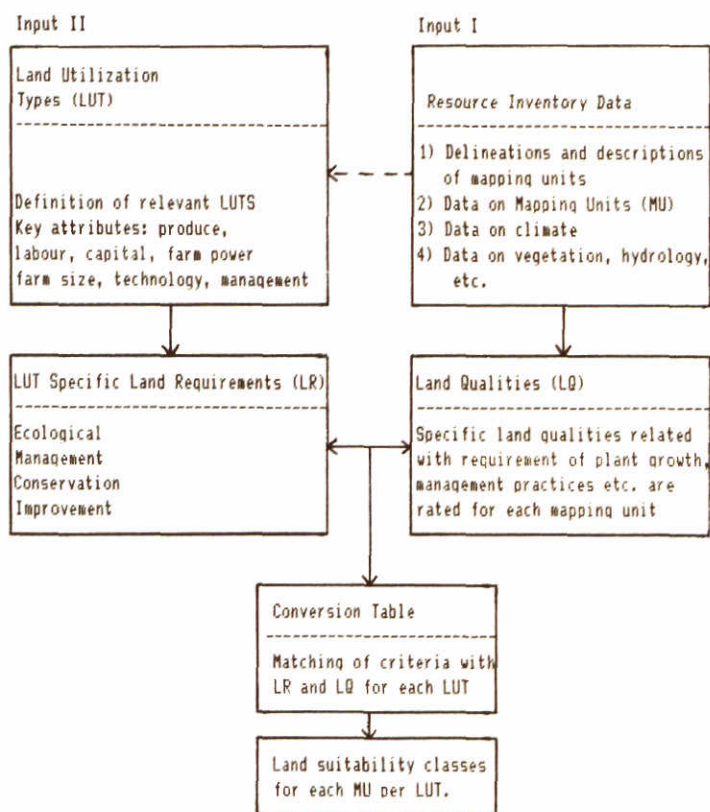 Input II
Land Utilization
Types (LUT)
Definition of relevant LUTS
Key attributes: produce,
labour, capital, farm power
farm size, technology, management
Input I
Resource Inventory Data
1) Delineations and descriptions
of mapping units
2) Data on Mapping Units (MU)
3) Data on climate
4) Data on vegetation, hydrology,
etc.
LUT Specific Land Requirements (LR)
Ecological
Management
Conservation
Improvement
Land Qualities (LQ)
Specific land qualities related
with requirement of plant growth,
management practices etc. are
rated for each mapping unit
Conversion Table
Matching of criteria with
LR and LQ for each LUT
Land suitability classes
for each MU per LUT.